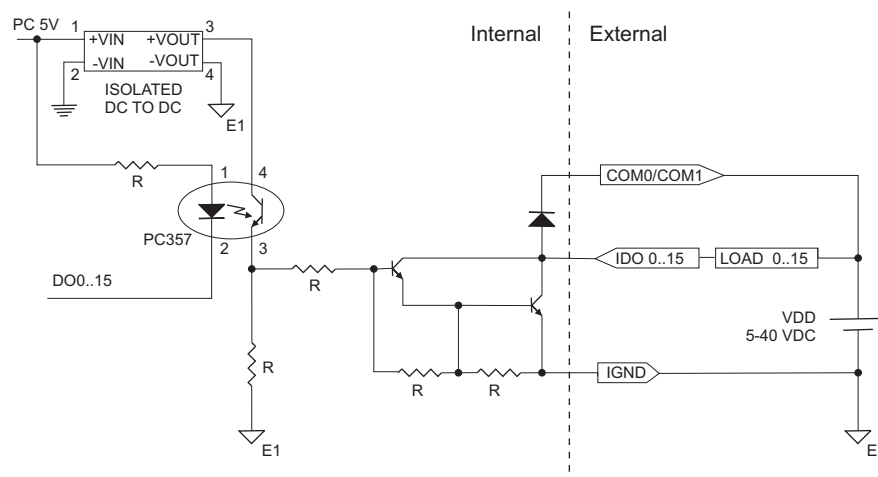 PC 5V
1
3
+VIN
+VOUT
-VIN
-VOUT
2
4
ISOLATED
DC TO DC
E1
Internal
External
R
1
4
PC357
2
3
DO0..15
R
R
E1
R
R
COM0/COM1
IDO 0..15
LOAD 0..15
VDD
5-40 VDC
IGND
E